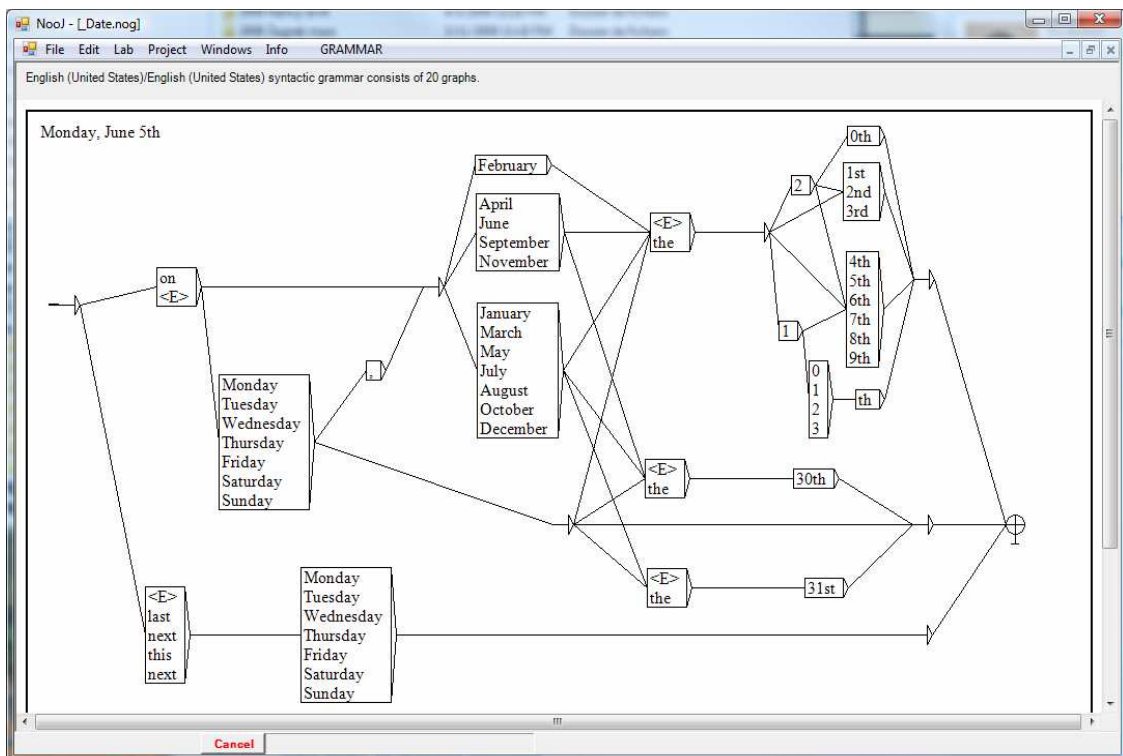 NooJ - [_Date.nog]
File Edit Lab Project Windows Info GRAMMAR
English (United States)/English (United States) syntactic grammar consists of 20 graphs.
Monday, June 5th
on
<E>
Monday
Tuesday
Wednesday
Thursday
Friday
Saturday
Sunday
,
February
April
June
September
November
January
March
May
July
August
October
December
<E>
the
2
0th
1st
2nd
3rd
4th
5th
6th
7th
8th
9th
1
0
1
2
3
th
<E>
the
30th
<E>
the
31st
<E>
last
next
this
next
Monday
Tuesday
Wednesday
Thursday
Friday
Saturday
Sunday
Cancel